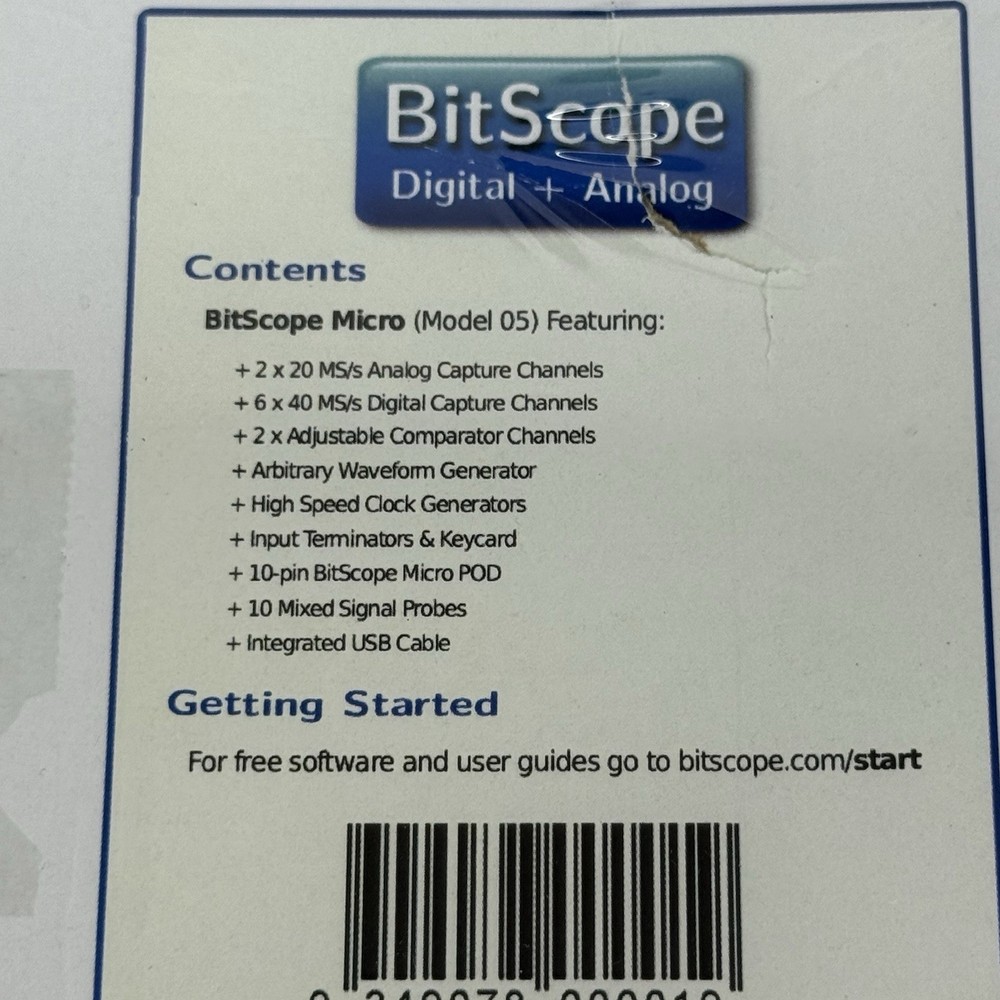 BitScope
Digital + Analog
Contents
BitScope Micro (Model 05) Featuring:
+ 2 x 20 MS/s Analog Capture Channels
+ 6 x 40 MS/s Digital Capture Channels
+ 2 x Adjustable Comparator Channels
+ Arbitrary Waveform Generator
+ High Speed Clock Generators
+ Input Terminators & Keycard
+ 10-pin BitScope Micro POD
+ 10 Mixed Signal Probes
+ Integrated USB Cable
Getting Started
For free software and user guides go to bitscope.com/start